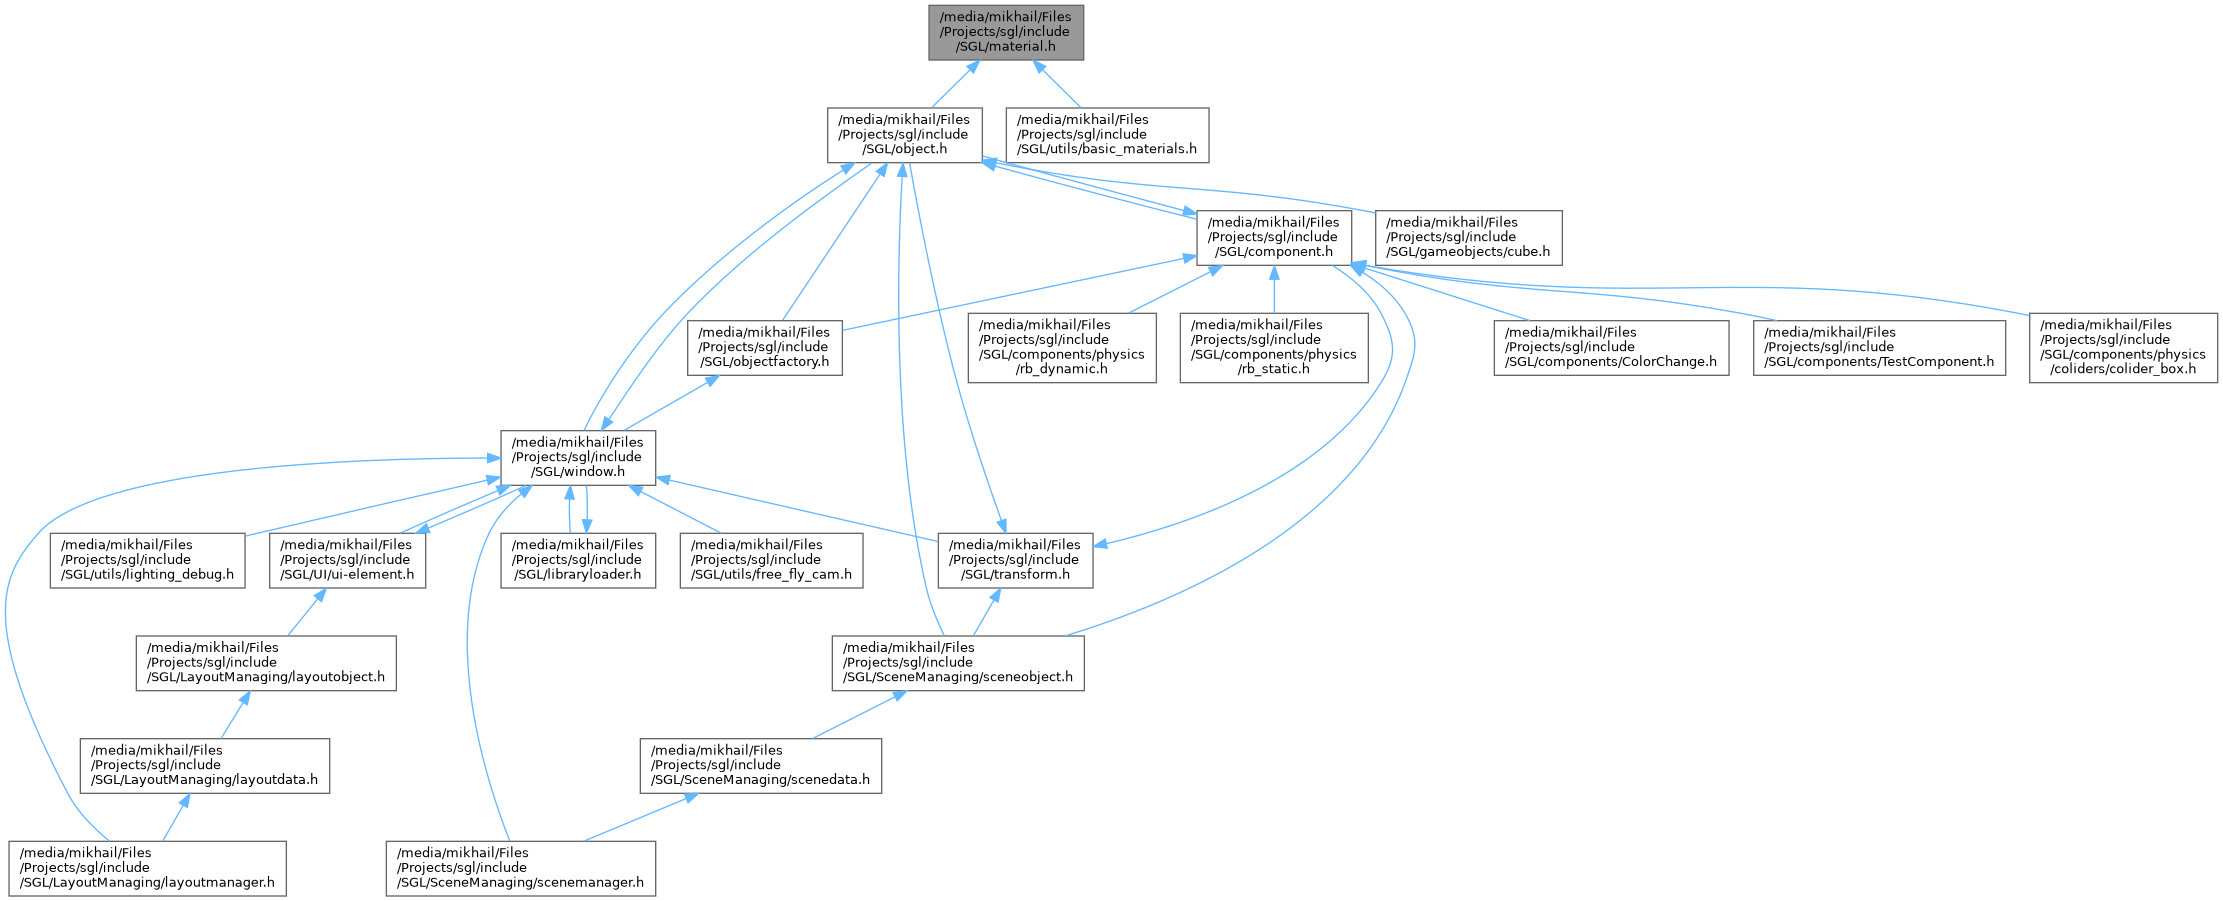 /media/mikhail/Files
/Projects/sgl/include
/SGL/material.h
/media/mikhail/Files
/Projects/sgl/include
/SGL/object.h
/media/mikhail/Files
/Projects/sgl/include
/SGL/utils/basic_materials.h
/media/mikhail/Files
/Projects/sgl/include
/SGL/component.h
/media/mikhail/Files
/Projects/sgl/include
/SGL/gameobjects/cube.h
/media/mikhail/Files
/Projects/sgl/include
/SGL/objectfactory.h
/media/mikhail/Files
/Projects/sgl/include
/SGL/components/physics
/rb_dynamic.h
/media/mikhail/Files
/Projects/sgl/include
/SGL/components/physics
/rb_static.h
/media/mikhail/Files
/Projects/sgl/include
/SGL/components/ColorChange.h
/media/mikhail/Files
/Projects/sgl/include
/SGL/components/TestComponent.h
/media/mikhail/Files
/Projects/sgl/include
/SGL/components/physics
/coliders/colider_box.h
/media/mikhail/Files
/Projects/sgl/include
/SGL/window.h
/media/mikhail/Files
/Projects/sgl/include
/SGL/utils/lighting_debug.h
/media/mikhail/Files
/Projects/sgl/include
/SGL/UI/ui-element.h
/media/mikhail/Files
/Projects/sgl/include
/SGL/libraryloader.h
/media/mikhail/Files
/Projects/sgl/include
/SGL/utils/free_fly_cam.h
/media/mikhail/Files
/Projects/sgl/include
/SGL/transform.h
/media/mikhail/Files
/Projects/sgl/include
/SGL/LayoutManaging/layoutobject.h
/media/mikhail/Files
/Projects/sgl/include
/SGL/SceneManaging/sceneobject.h
/media/mikhail/Files
/Projects/sgl/include
/SGL/LayoutManaging/layoutdata.h
/media/mikhail/Files
/Projects/sgl/include
/SGL/SceneManaging/scenedata.h
/media/mikhail/Files
/Projects/sgl/include
/SGL/LayoutManaging/layoutmanager.h
/media/mikhail/Files
/Projects/sgl/include
/SGL/SceneManaging/scenemanager.h